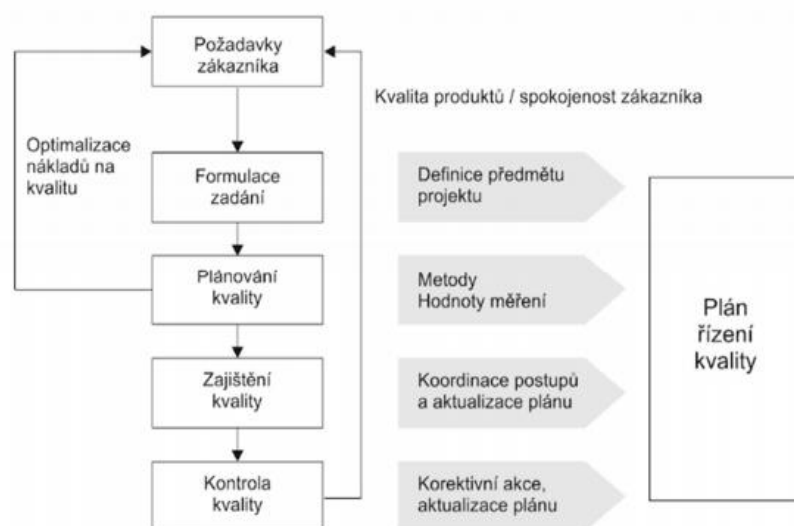 Požadavky
zákazníka
Kvalita produktů / spokojenost zákazníka
Optimalizace
nákladů na
kvalitu
Formulace
zadání
Definice předmětu
projektu
Plánování
kvality
Metody
Hodnoty měření
Plán
řízení
kvality
Zajištění
kvality
Koordinace postupů
a aktualizace plánu
Kontrola
kvality
Korektivní akce,
aktualizace plánu